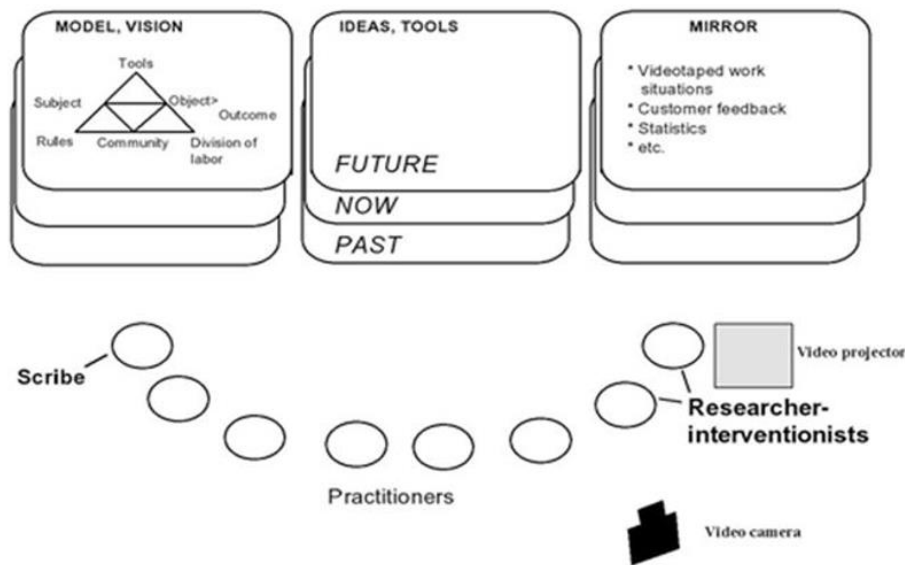 MODEL, VISION
Tools
Subject
Object>
Outcome
Rulles
Community
Division of
labor
IDEAS, TOOLS
FUTURE
NOW
PAST
MIRROR
* Videotaped work
situations
* Customer feedback
* Statistics
* etc.
Scribe
Practitioners
Video projector
Researcher-
interventionists
Video camera